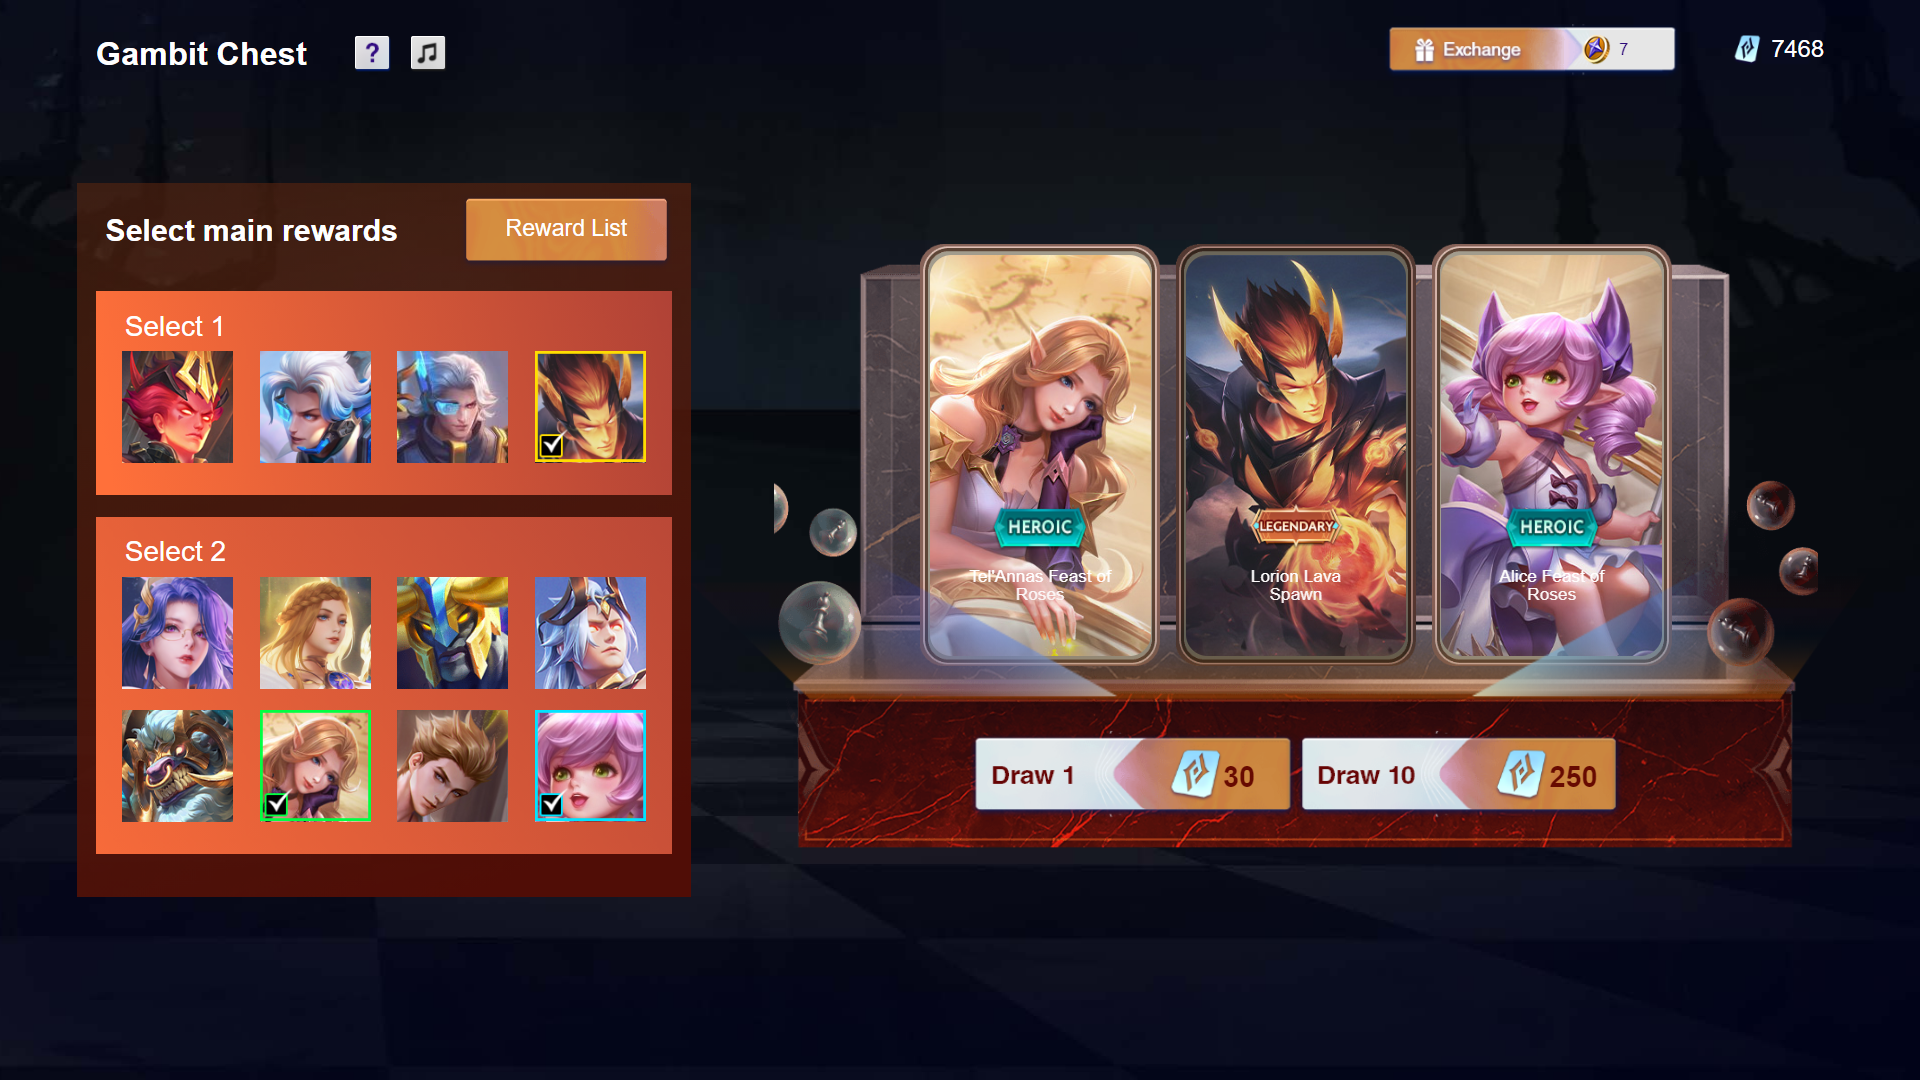 Gambit Chest
?
Exchange
7
7468
Select main rewards
Reward List
Select 1
Select 2
HEROIC
Tel'Annas Feast of
Roses
LEGENDARY
Lorion Lava
Spawn
HEROIC
Alice Feast of
Roses
Draw 1
30
Draw 10
250